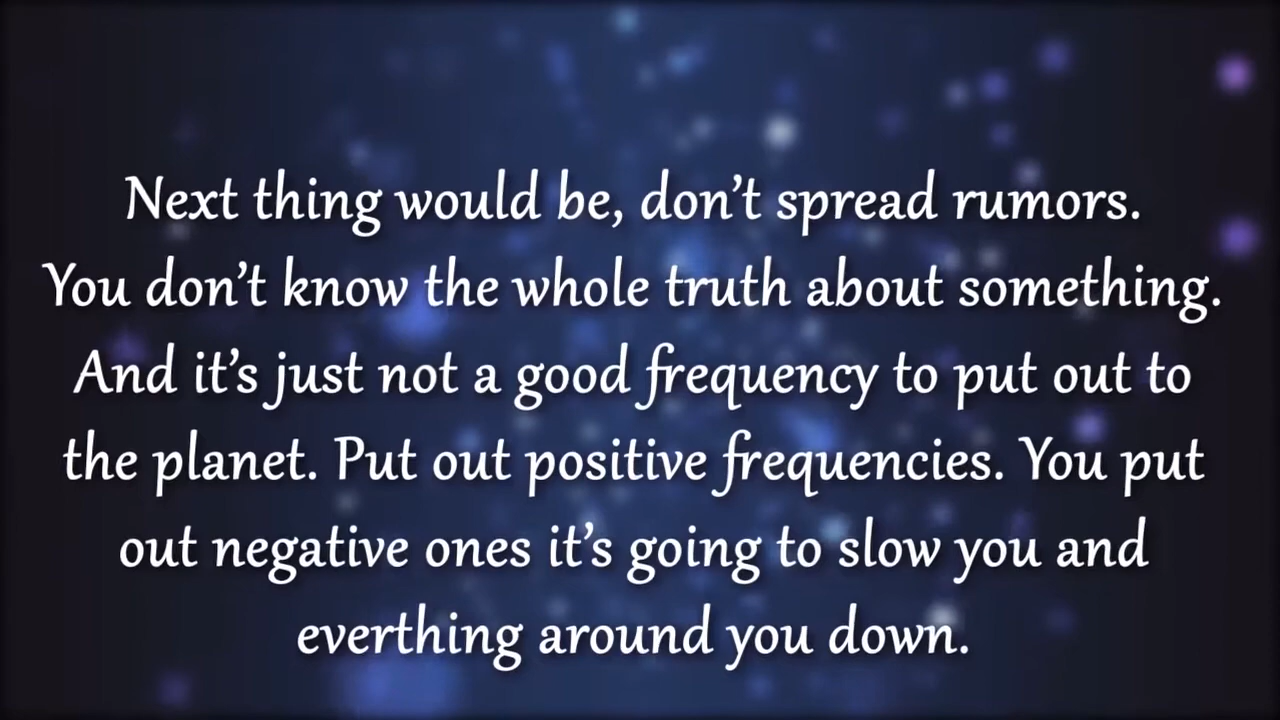 Next thing would be, don’t spread rumors.
You don’t know the whole truth about something.
And it’s just not a good frequency to put out to
the planet. Put out positive frequencies. You put
out negative ones it’s going to slow you and
everthing around you down.